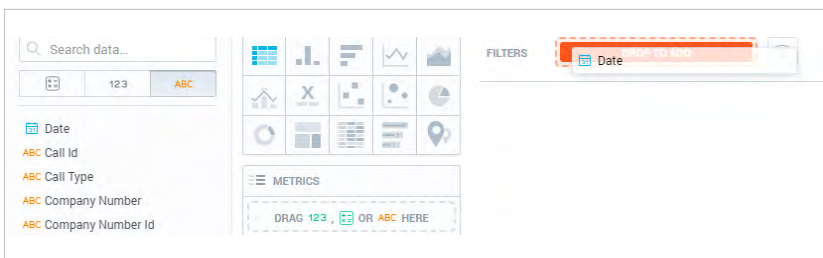 Search data...
123
ABC
31 Date
ABC Call Id
ABC Call Type
ABC Company Number
ABC Company Number Id
X
METRICS
DRAG 123 , OR ABC HERE
FILTERS
DROP TO ADD
Date